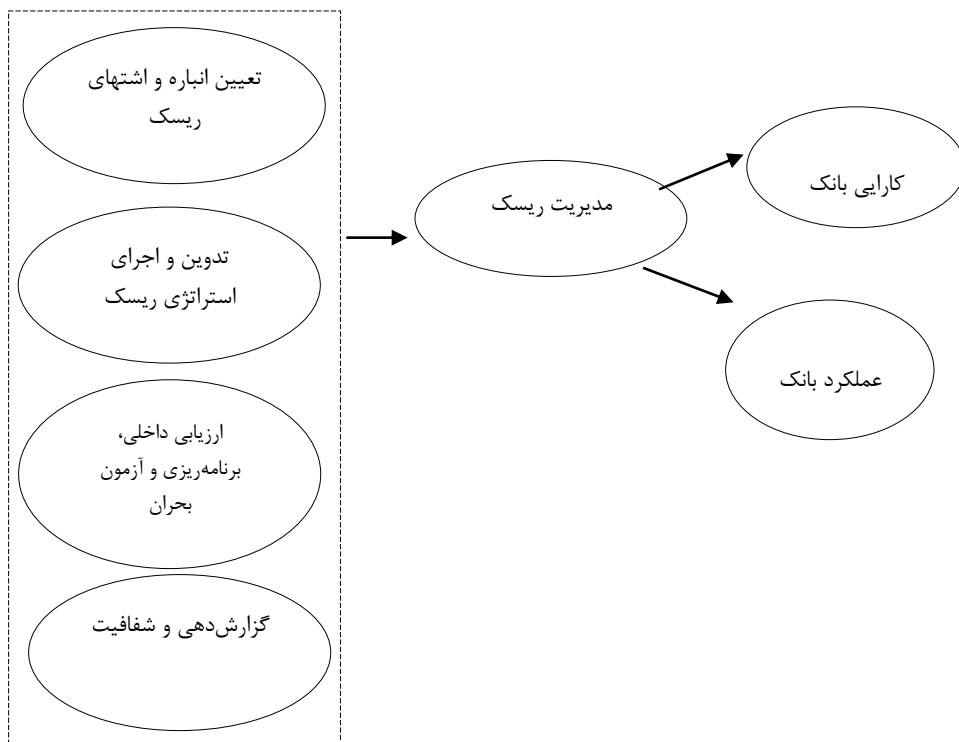 تعیین انباره و اشتهای
ریسک
تدوین و اجرای
استراتژی ریسک
ارزیابی داخلی،
برنامه‌ریزی و آزمون
بحران
گزارش‌دهی و شفافیت
مدیریت ریسک
کارایی بانک
عملکرد بانک